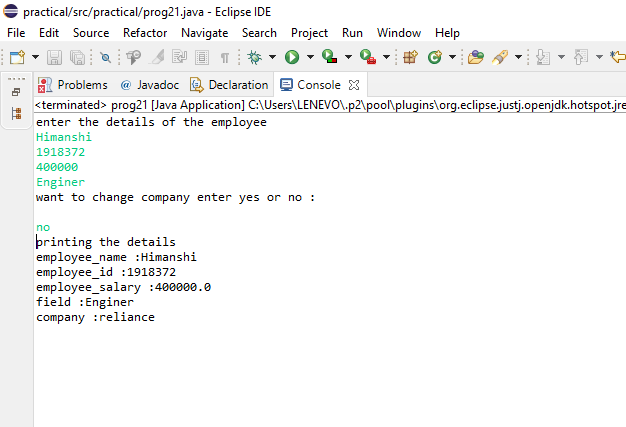 practical/src/practical/prog21.java - Eclipse IDE
File Edit Source Refactor Navigate Search Project Run Window Help
Problems @ Javadoc Declaration Console
<terminated> prog21 [Java Application] C:\Users\LENEVO\.p2\pool\plugins\org.eclipse.justj.openjdk.hotspot.jre
enter the details of the employee
Himanshi
1918372
400000
Enginer
want to change company enter yes or no :
no
printing the details
employee_name :Himanshi
employee_id :1918372
employee_salary :400000.0
field :Enginer
company :reliance